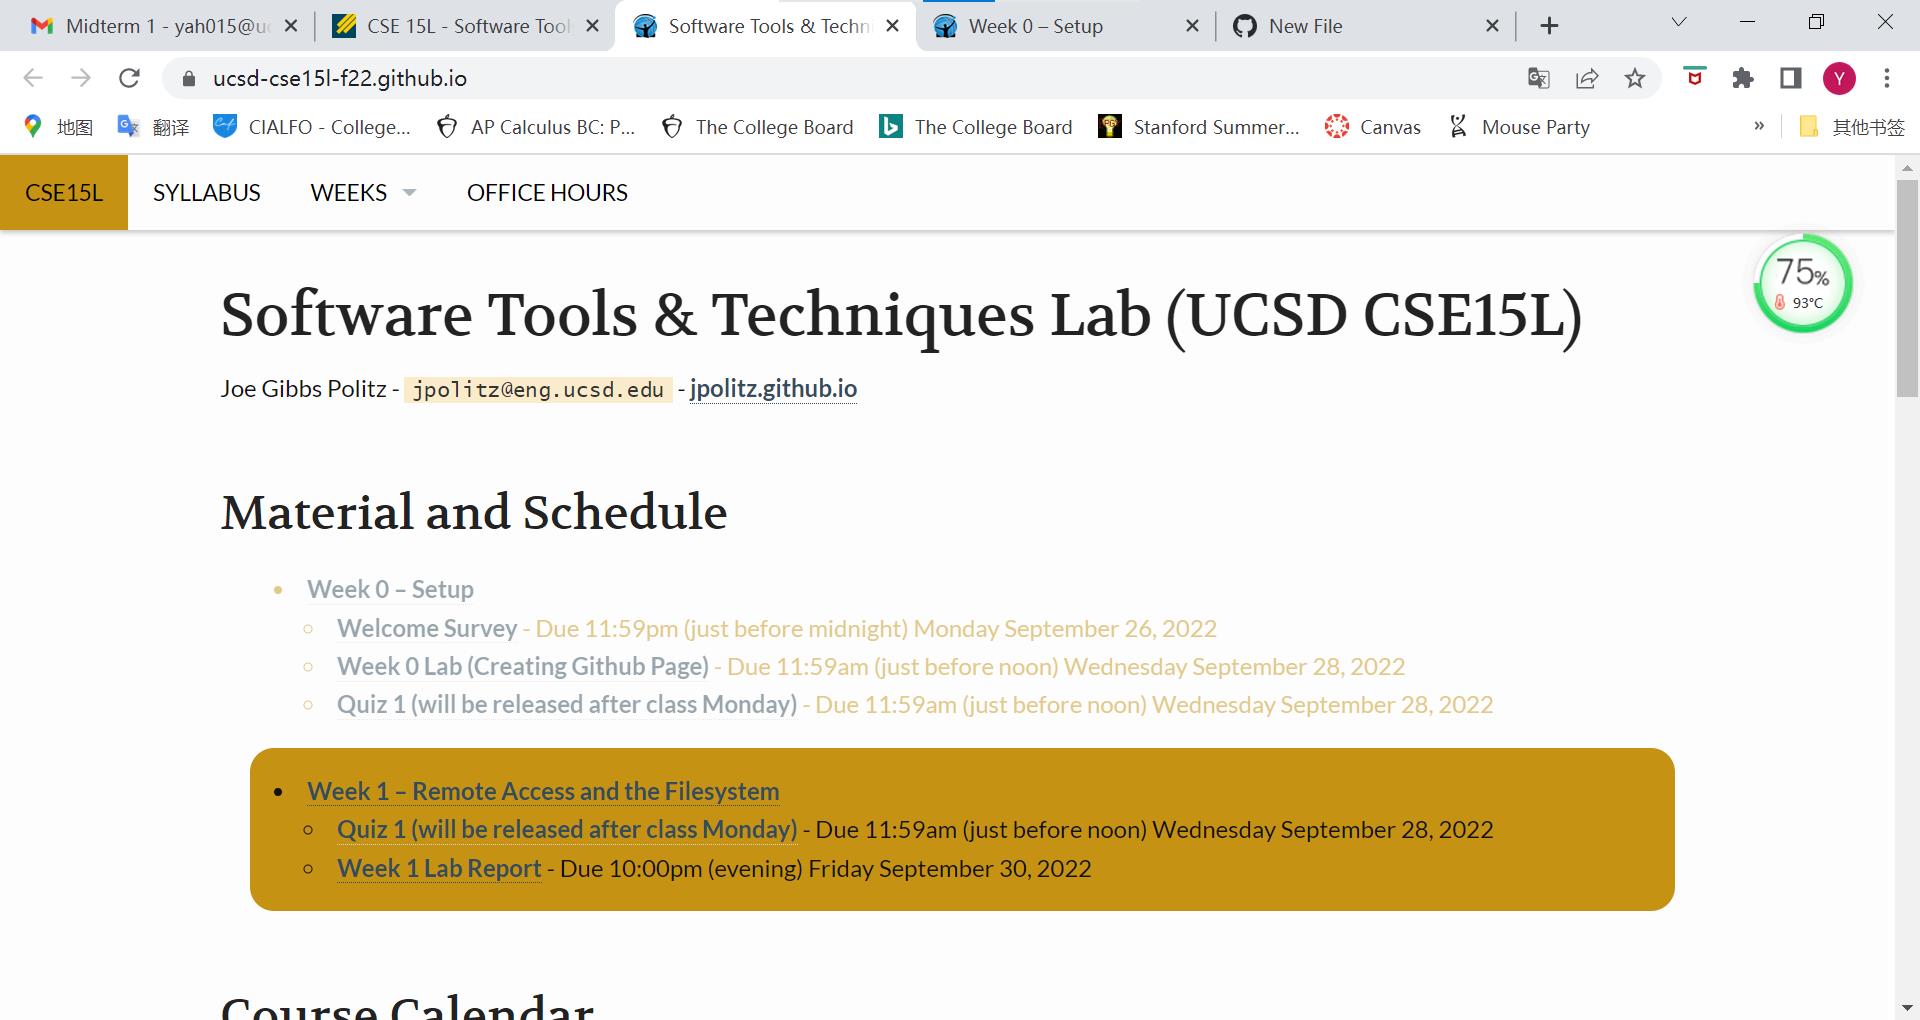 Midterm 1 - yah015@uc
CSE 15L - Software Tool
Software Tools & Techn
Week 0 – Setup
New File
ucsd-cse15l-f22.github.io
Y
地图
翻译
CIALFO - College...
AP Calculus BC: P...
The College Board
The College Board
Stanford Summer...
Canvas
Mouse Party
»
其他书签
CSE15L
SYLLABUS
WEEKS
OFFICE HOURS
75%
93°C
Software Tools & Techniques Lab (UCSD CSE15L)
Joe Gibbs Politz - jpolitz@eng.ucsd.edu - jpolitz.github.io
Material and Schedule
Week 0 – Setup
Welcome Survey - Due 11:59pm (just before midnight) Monday September 26, 2022
Week 0 Lab (Creating Github Page) - Due 11:59am (just before noon) Wednesday September 28, 2022
Quiz 1 (will be released after class Monday) - Due 11:59am (just before noon) Wednesday September 28, 2022
Week 1 – Remote Access and the Filesystem
Quiz 1 (will be released after class Monday) - Due 11:59am (just before noon) Wednesday September 28, 2022
Week 1 Lab Report - Due 10:00pm (evening) Friday September 30, 2022
Course Calendar